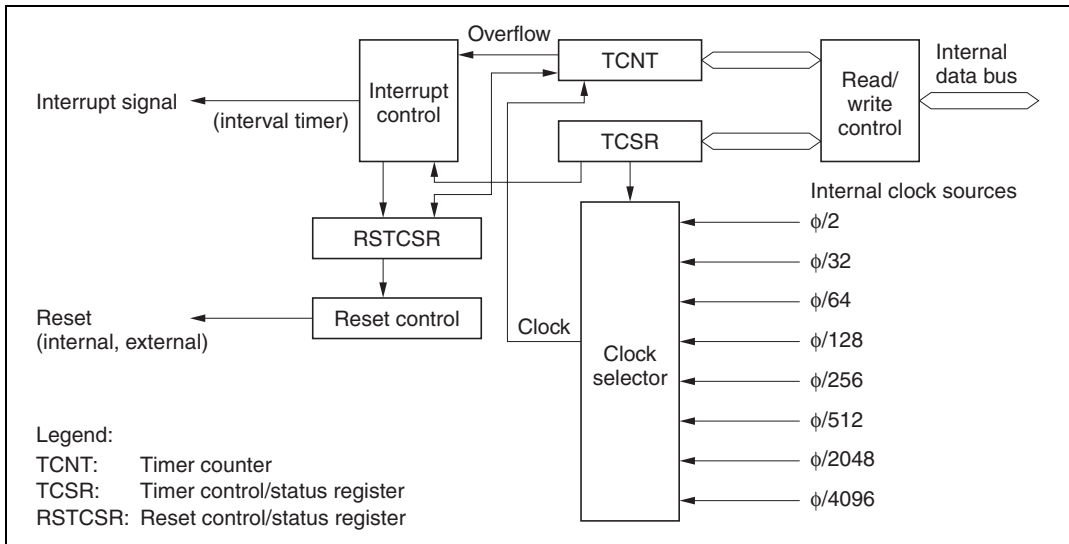 Overflow
TCNT
Internal
data bus
Read/
write
control
Interrupt
control
Interrupt signal
(interval timer)
TCSR
Internal clock sources
RSTCSR
ϕ/2
ϕ/32
ϕ/64
Reset
(internal, external)
Reset control
Clock
ϕ/128
Clock
selector
ϕ/256
ϕ/512
ϕ/2048
ϕ/4096
Legend:
TCNT: Timer counter
TCSR: Timer control/status register
RSTCSR: Reset control/status register